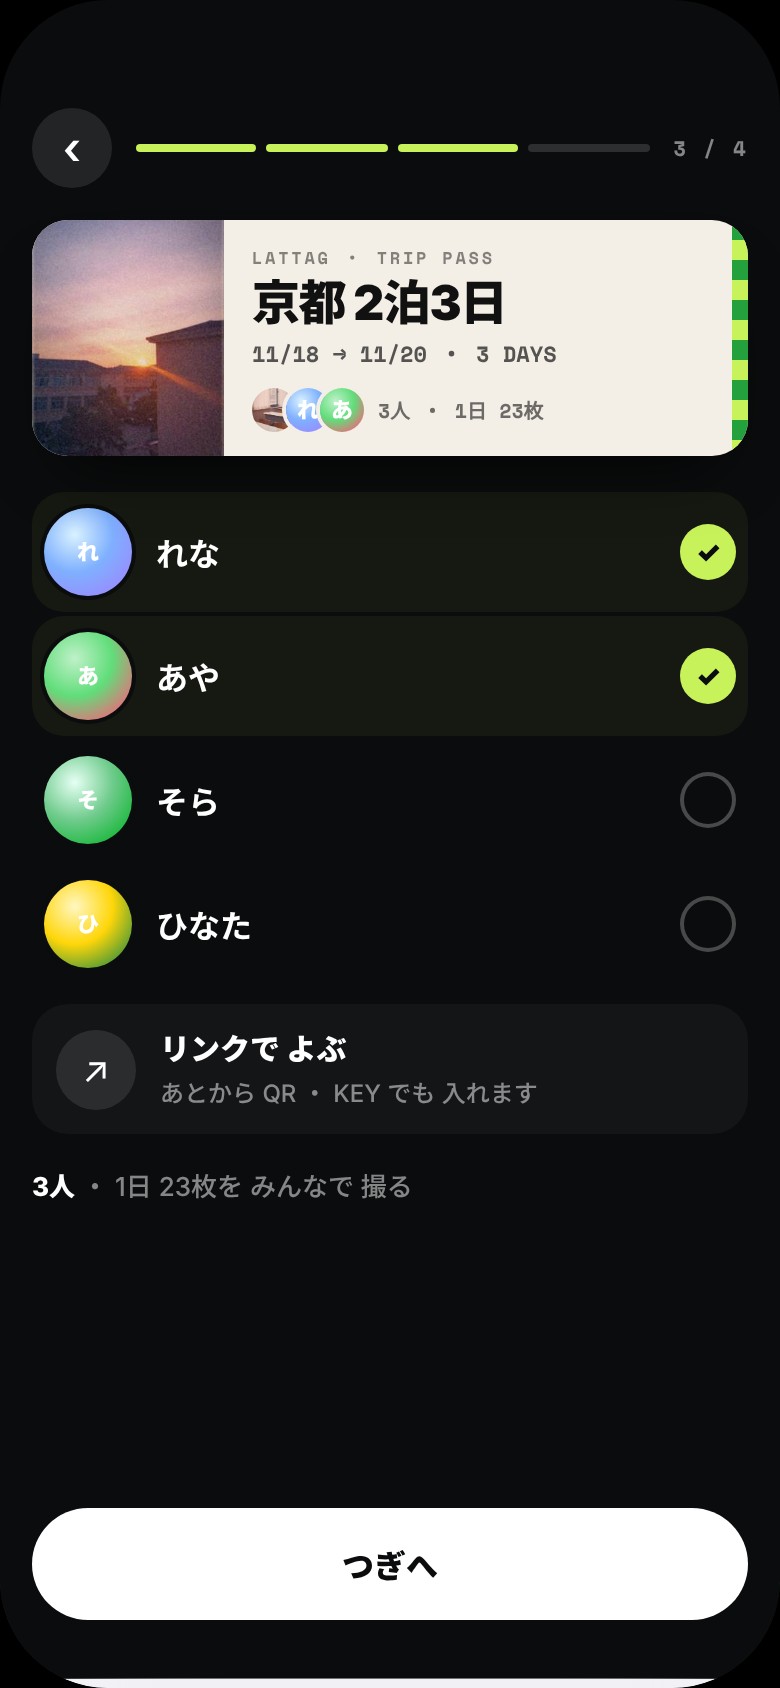 3 / 4
LATTAG • TRIP PASS
京都 2泊3日
11/18 → 11/20 • 3 DAYS
れ あ 3人 • 1日 23枚
れ れな
あ あや
そ そら
ひ ひなた
リンクで よぶ
あとから QR • KEY でも 入れます
3人 • 1日 23枚を みんなで 撮る
つぎへ